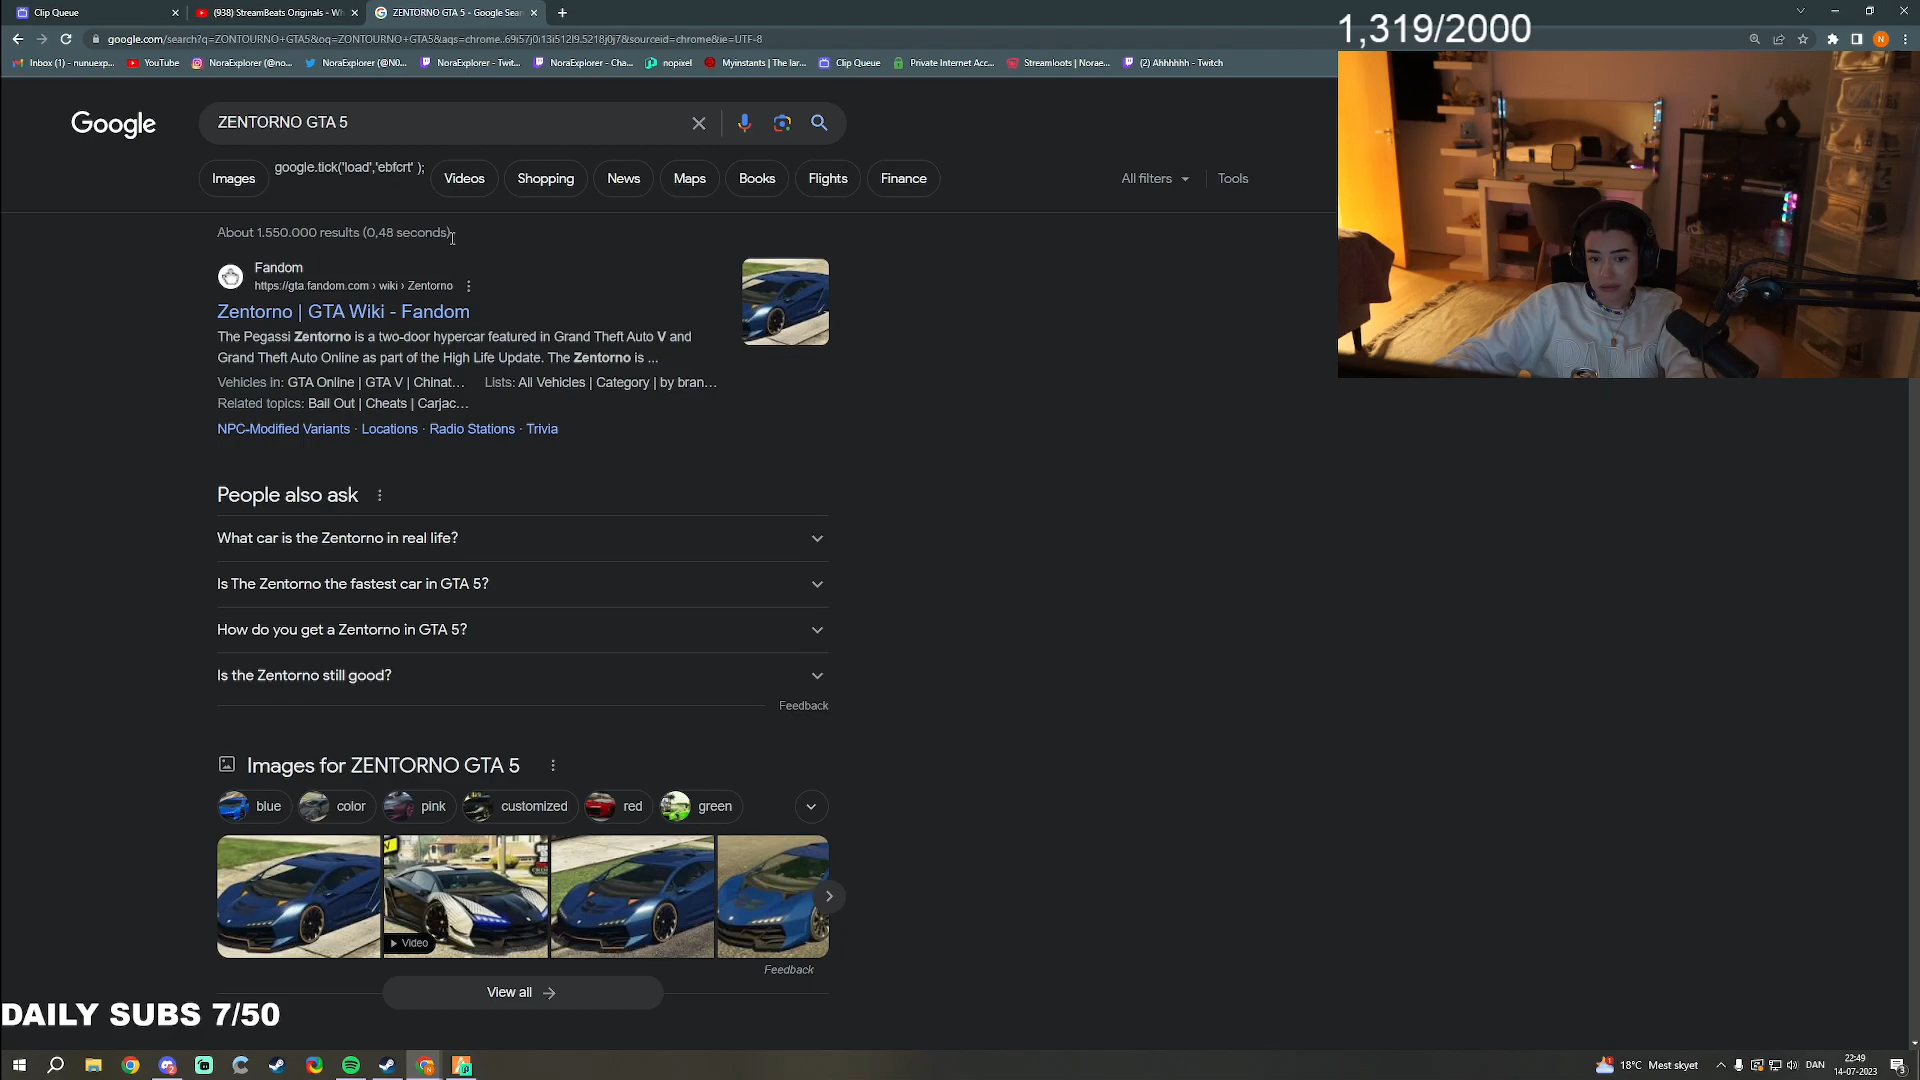 Clip Queue
(938) StreamBeats Originals - Wh
ZENTORNO GTA 5 - Google Sear
google.com/search?q=ZONTOURNO+GTA5&oq=ZONTOURNO+GTA5&aqs=chrome..69i57j0i13i512l9.5218j0j7&sourceid=chrome&ie=UTF-8
Inbox (1) - nunuexp...
YouTube
NoraExplorer (@no...
NoraExplorer (@N0...
NoraExplorer - Twit...
NoraExplorer - Cha...
nopixel
Myinstants | The lar...
Clip Queue
Private Internet Acc...
Streamloots | Norae...
(2) Ahhhhhh - Twitch
1,319/2000
Google
ZENTORNO GTA 5
Images
google.tick('load','ebfcrt' );
Videos
Shopping
News
Maps
Books
Flights
Finance
All filters
Tools
About 1.550.000 results (0,48 seconds)
Fandom
https://gta.fandom.com › wiki › Zentorno
Zentorno | GTA Wiki - Fandom
The Pegassi Zentorno is a two-door hypercar featured in Grand Theft Auto V and
Grand Theft Auto Online as part of the High Life Update. The Zentorno is ...
Vehicles in: GTA Online | GTA V | Chinat... Lists: All Vehicles | Category | by bran...
Related topics: Bail Out | Cheats | Carjac...
NPC-Modified Variants · Locations · Radio Stations · Trivia
People also ask
What car is the Zentorno in real life?
Is The Zentorno the fastest car in GTA 5?
How do you get a Zentorno in GTA 5?
Is the Zentorno still good?
Feedback
Images for ZENTORNO GTA 5
blue
color
pink
customized
red
green
Video
Feedback
View all
DAILY SUBS 7/50
18°C Mest skyet
DAN
22:49
14-07-2023
3